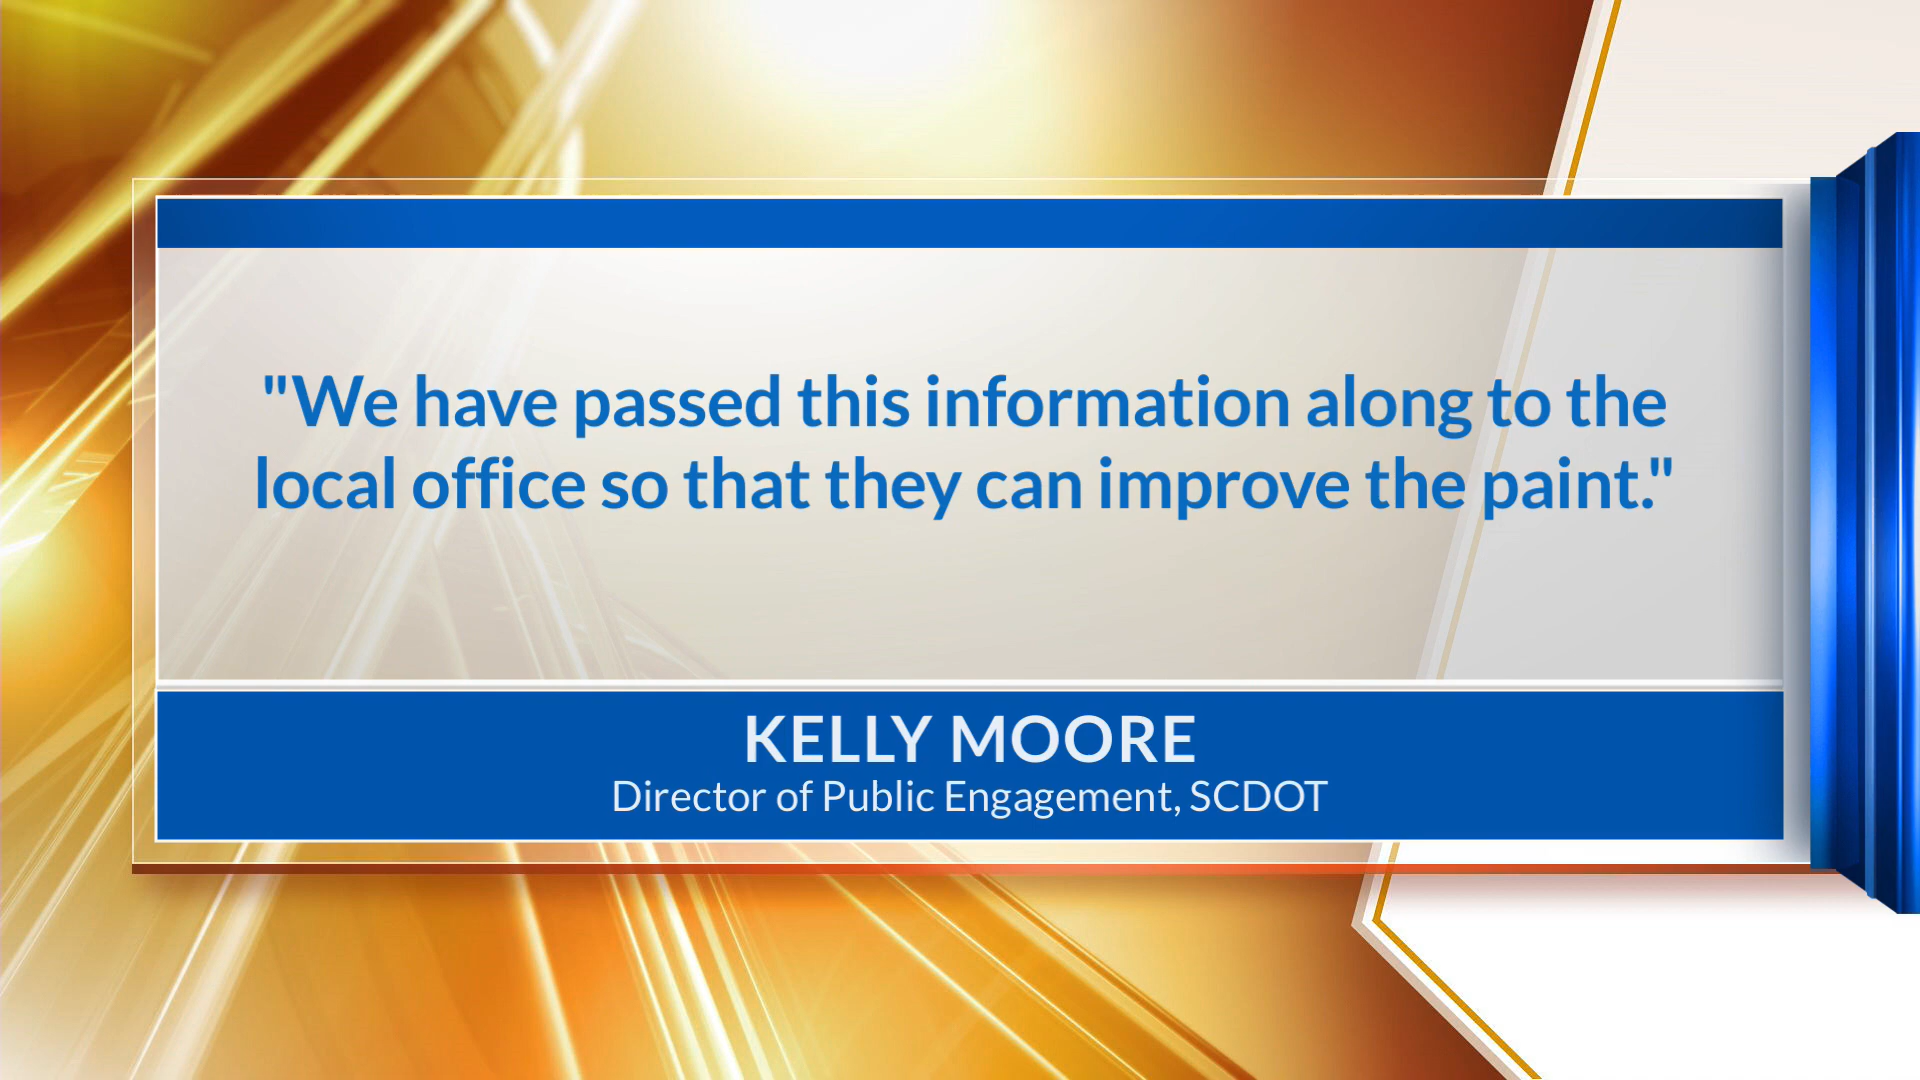 "We have passed this information along to the
local office so that they can improve the paint."
KELLY MOORE
Director of Public Engagement, SCDOT